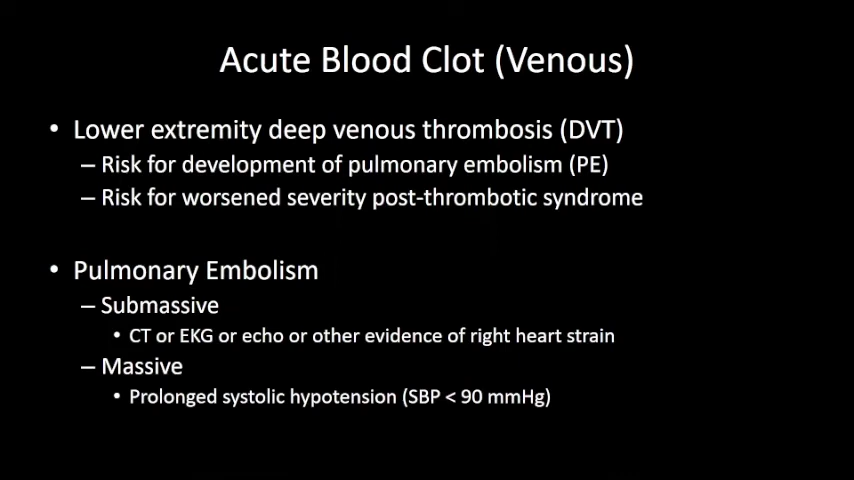 Acute Blood Clot (Venous)
• Lower extremity deep venous thrombosis (DVT)
– Risk for development of pulmonary embolism (PE)
– Risk for worsened severity post-thrombotic syndrome
• Pulmonary Embolism
– Submassive
• CT or EKG or echo or other evidence of right heart strain
– Massive
• Prolonged systolic hypotension (SBP < 90 mmHg)